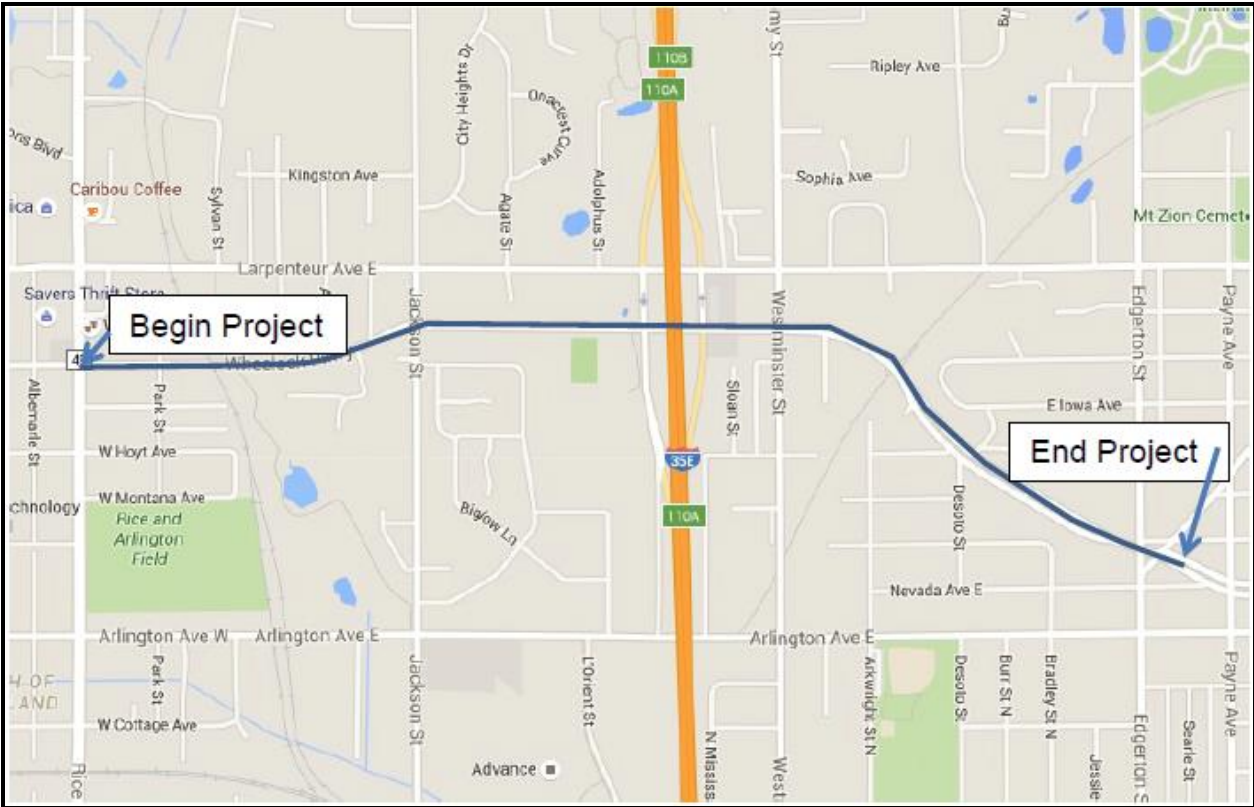 110B
Ripley Ave
110A
City Heights Dr
Onacrest Curve
Kingston Ave
Caribou Coffee
Sylvan St
Agate St
Adolphus St
Sophia Ave
Mt Zion Cemet
Larpenteur Ave E
Savers Thrift Store
Begin Project
Jackson St
Westminster St
Edgerton St
Payne Ave
Albemarle St
Park St
Sloan St
E Iowa Ave
End Project
W Hoyt Ave
35E
W Montana Ave
chnology
Rice and
Arlington
Field
Biglow Ln
110A
Desoto St
Nevada Ave E
Arlington Ave W
Arlington Ave E
Arlington Ave E
H OF
LAND
Park St
Jackson St
L'Orient St
Arkwright St N
Desoto St
Burr St N
Bradley St N
Payne Ave
W Cottage Ave
Edgerton S
Searle St
Advance
N Mississ
West
Jessie
Rice